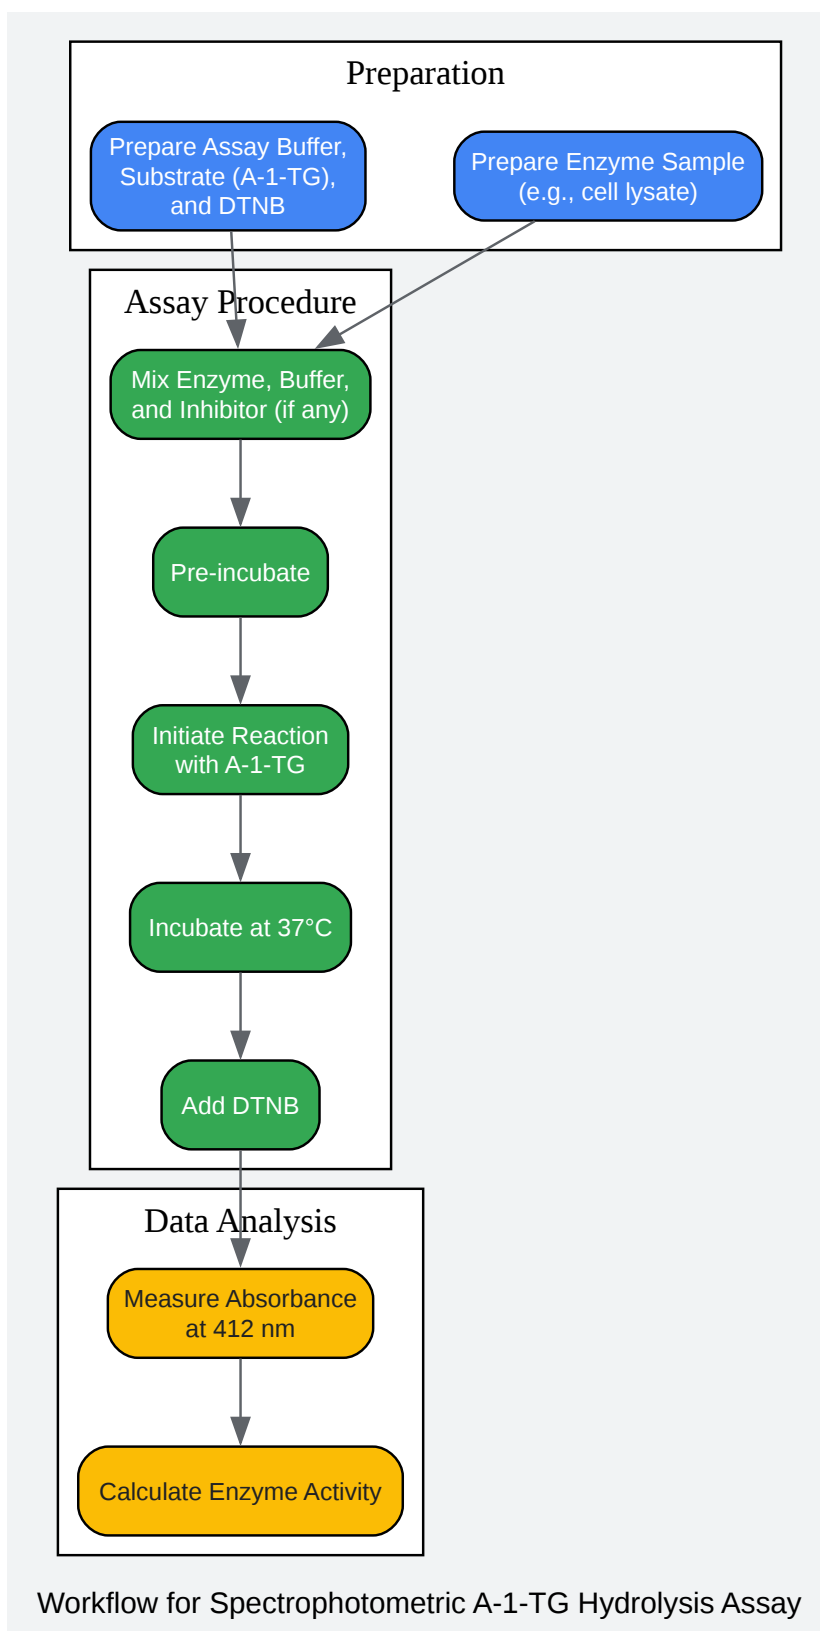 Preparation
Prepare Assay Buffer,
Substrate (A-1-TG),
and DTNB
Prepare Enzyme Sample
(e.g., cell lysate)
Assay Procedure
Mix Enzyme, Buffer,
and Inhibitor (if any)
Pre-incubate
Initiate Reaction
with A-1-TG
Incubate at 37°C
Add DTNB
Data Analysis
Measure Absorbance
at 412 nm
Calculate Enzyme Activity
Workflow for Spectrophotometric A-1-TG Hydrolysis Assay